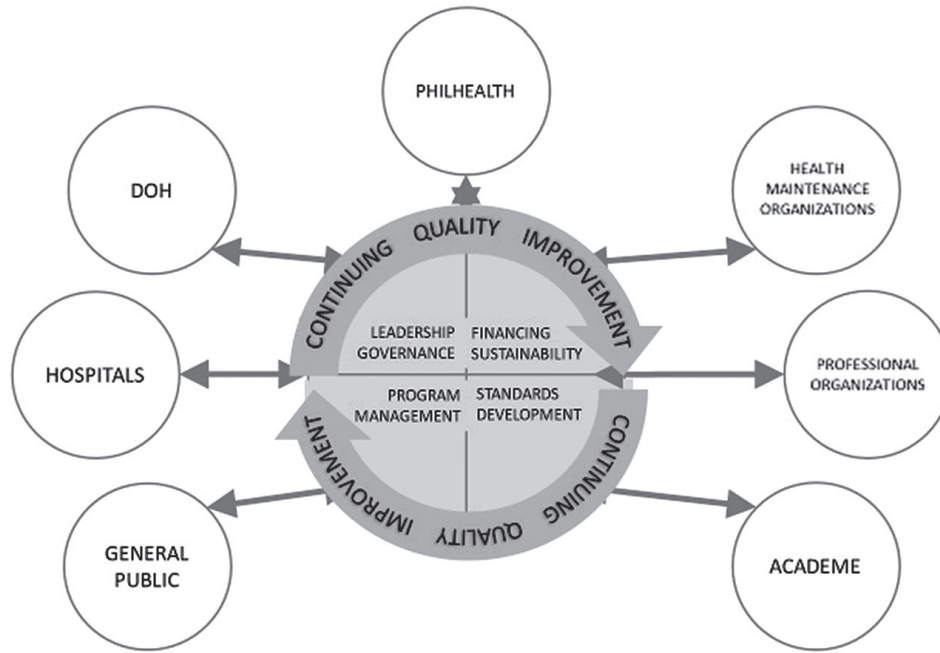 PHILHEALTH
DOH
HEALTH
MAINTENANCE
ORGANIZATIONS
CONTINUING QUALITY IMPROVEMENT
LEADERSHIP
GOVERNANCE
FINANCING
SUSTAINABILITY
HOSPITALS
PROFESSIONAL
ORGANIZATIONS
PROGRAM
MANAGEMENT
STANDARDS
DEVELOPMENT
CONTINUING QUALITY IMPROVEMENT
GENERAL
PUBLIC
ACADEME